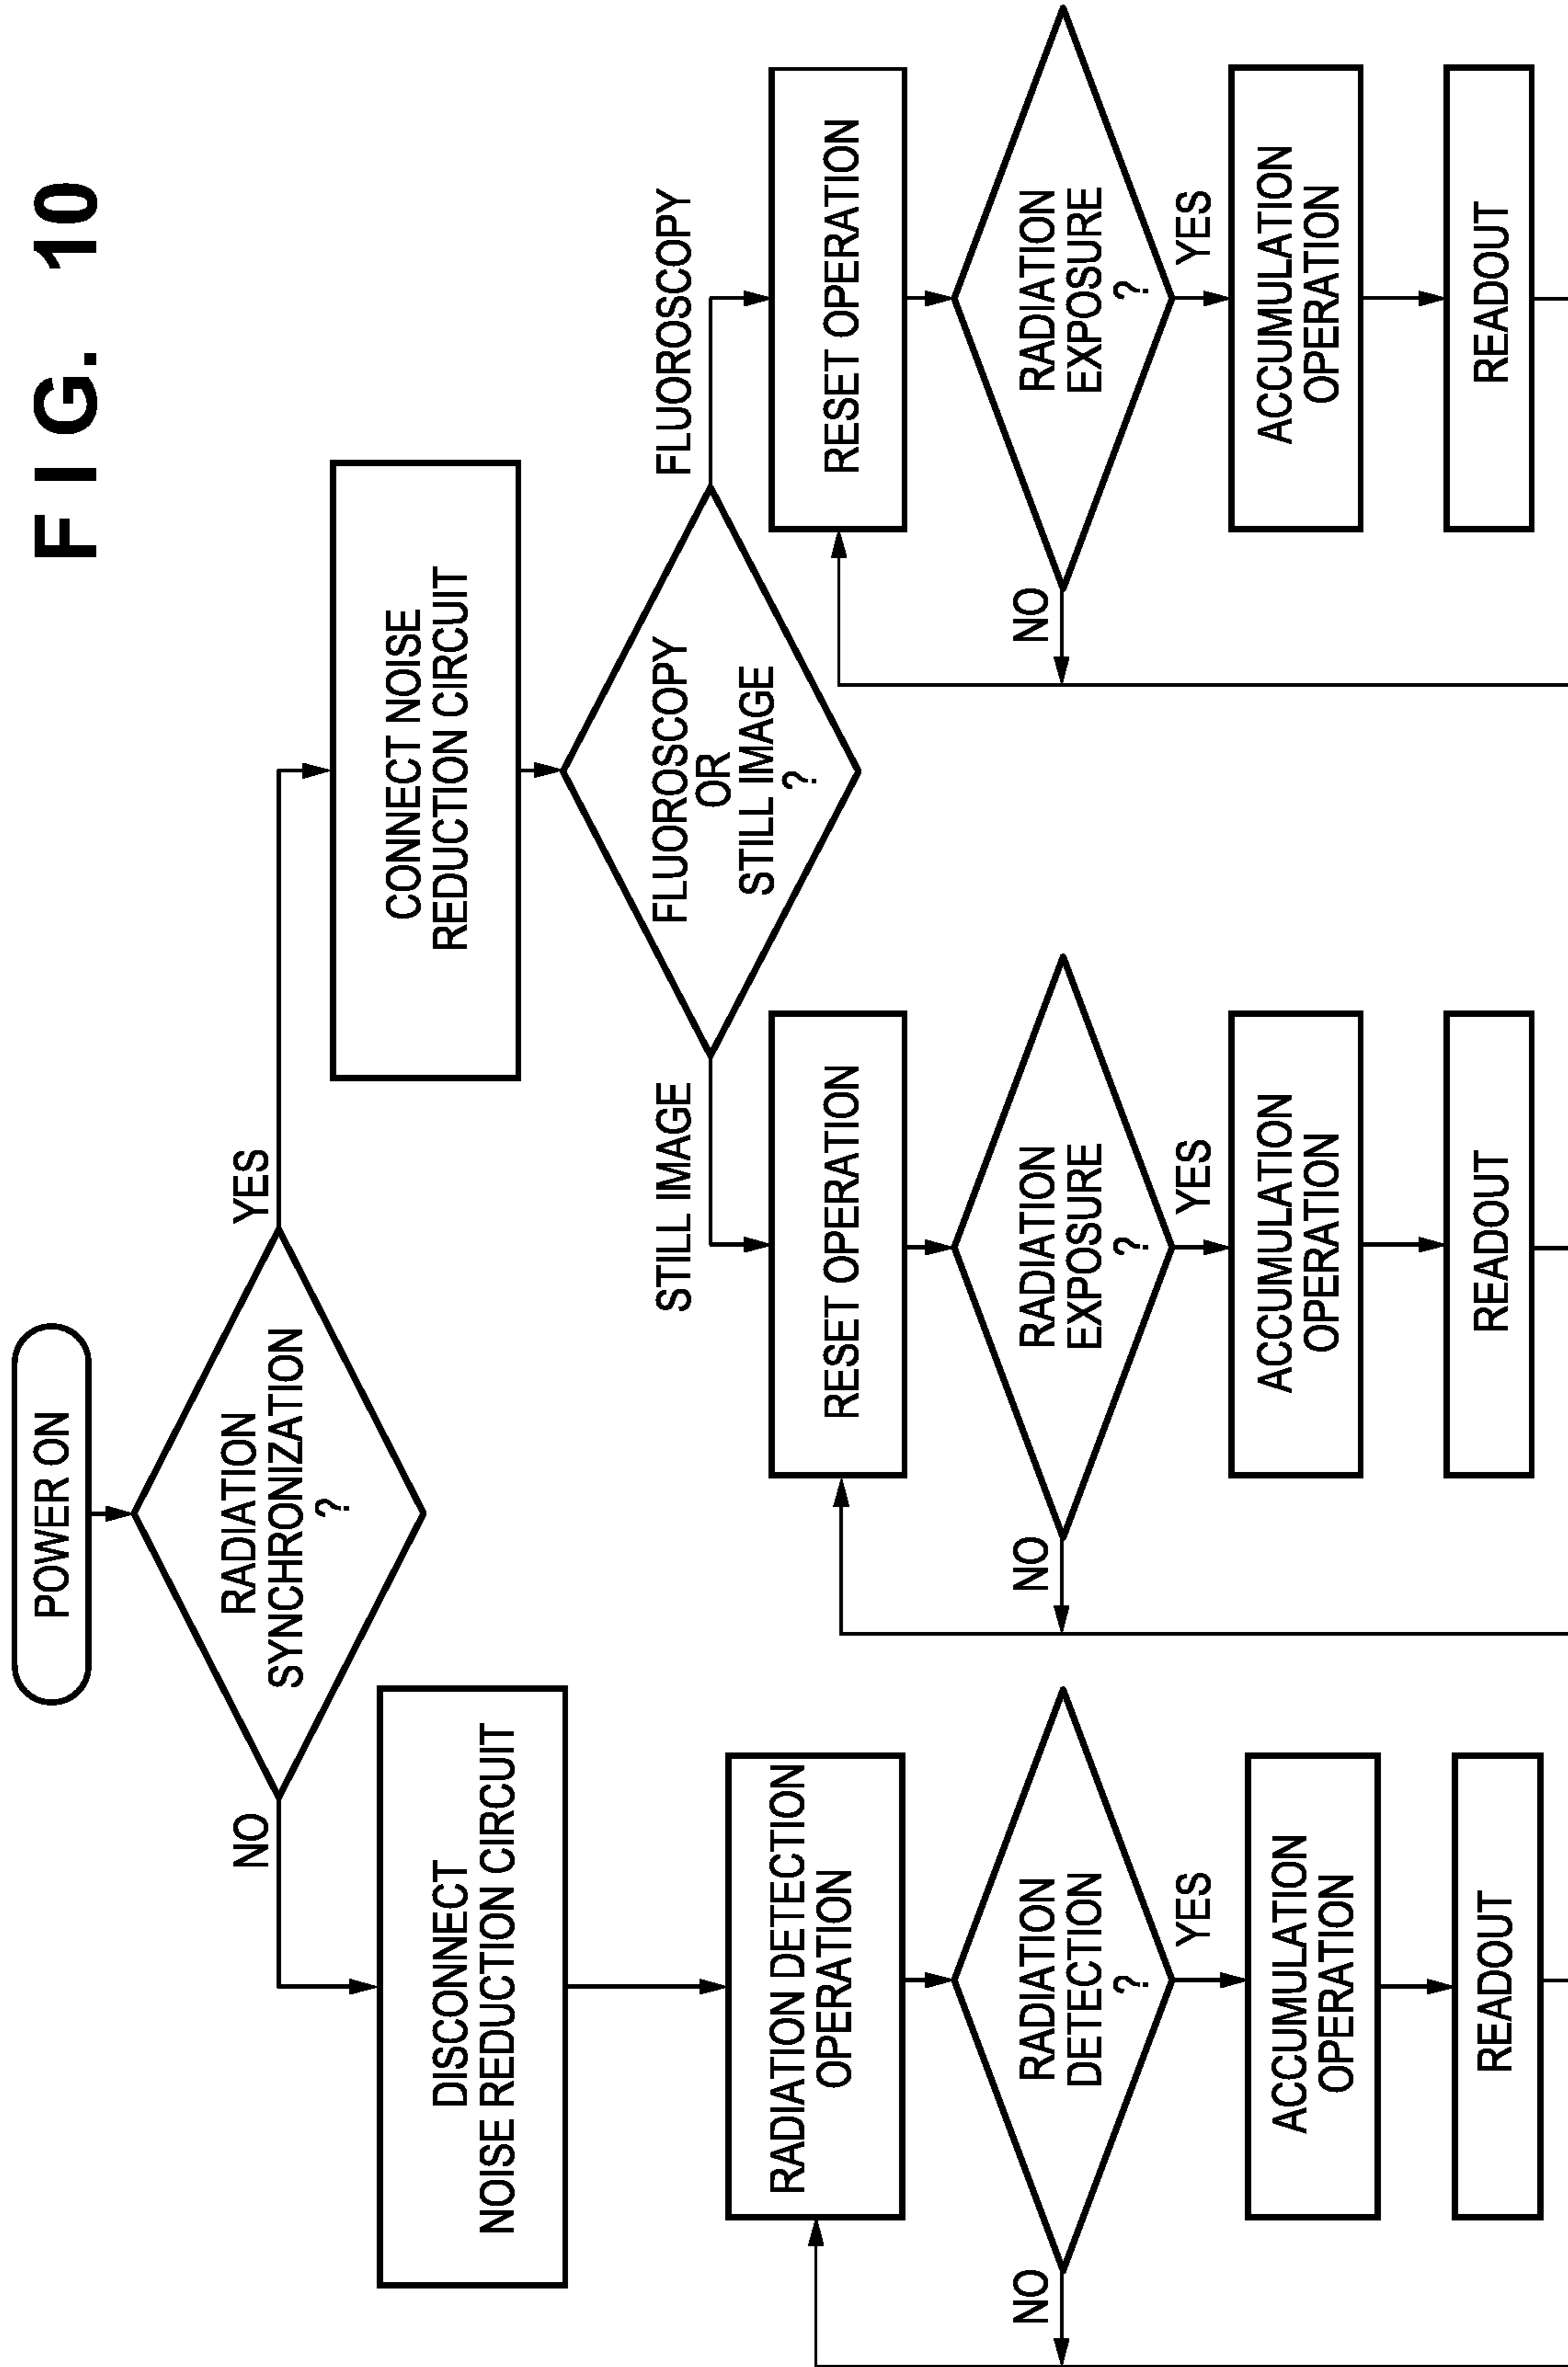 FIG. 10
POWER ON
RADIATION
SYNCHRONIZATION
?
NO
YES
DISCONNECT
NOISE REDUCTION CIRCUIT
CONNECT NOISE
REDUCTION CIRCUIT
FLUOROSCOPY
OR
STILL IMAGE
?
STILL IMAGE
FLUOROSCOPY
RADIATION DETECTION
OPERATION
RADIATION
DETECTION
?
NO
YES
ACCUMULATION
OPERATION
READOUT
RESET OPERATION
RADIATION
EXPOSURE
?
NO
YES
ACCUMULATION
OPERATION
READOUT
RESET OPERATION
RADIATION
EXPOSURE
?
NO
YES
ACCUMULATION
OPERATION
READOUT